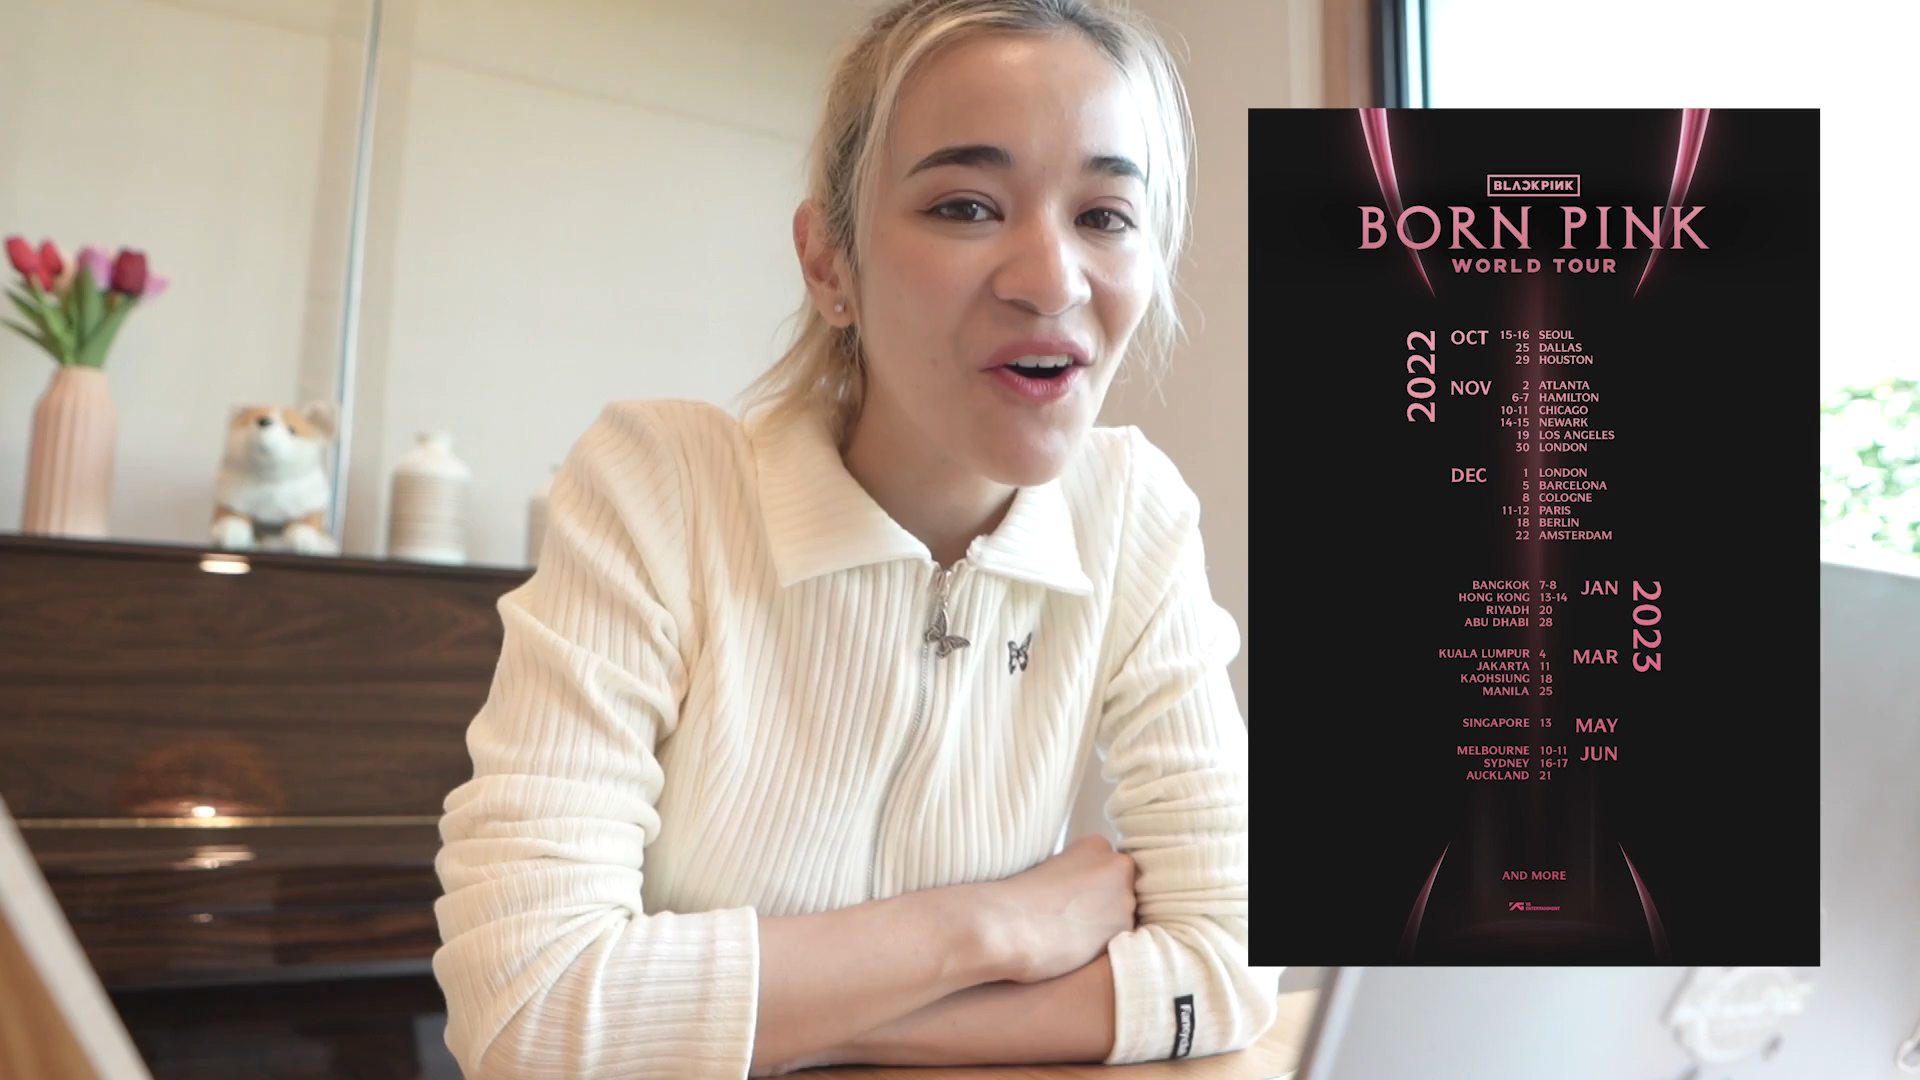 BLACKPINK
BORN PINK
WORLD TOUR
2022
OCT 15-16 SEOUL
25 DALLAS
29 HOUSTON
NOV 2 ATLANTA
6-7 HAMILTON
10-11 CHICAGO
14-15 NEWARK
19 LOS ANGELES
30 LONDON
DEC 1 LONDON
5 BARCELONA
8 COLOGNE
11-12 PARIS
18 BERLIN
22 AMSTERDAM
2023
BANGKOK 7-8 JAN
HONG KONG 13-14
RIYADH 20
ABU DHABI 28
KUALA LUMPUR 4 MAR
JAKARTA 11
KAOHSIUNG 18
MANILA 25
SINGAPORE 13 MAY
MELBOURNE 10-11 JUN
SYDNEY 16-17
AUCKLAND 21
AND MORE
YG ENTERTAINMENT